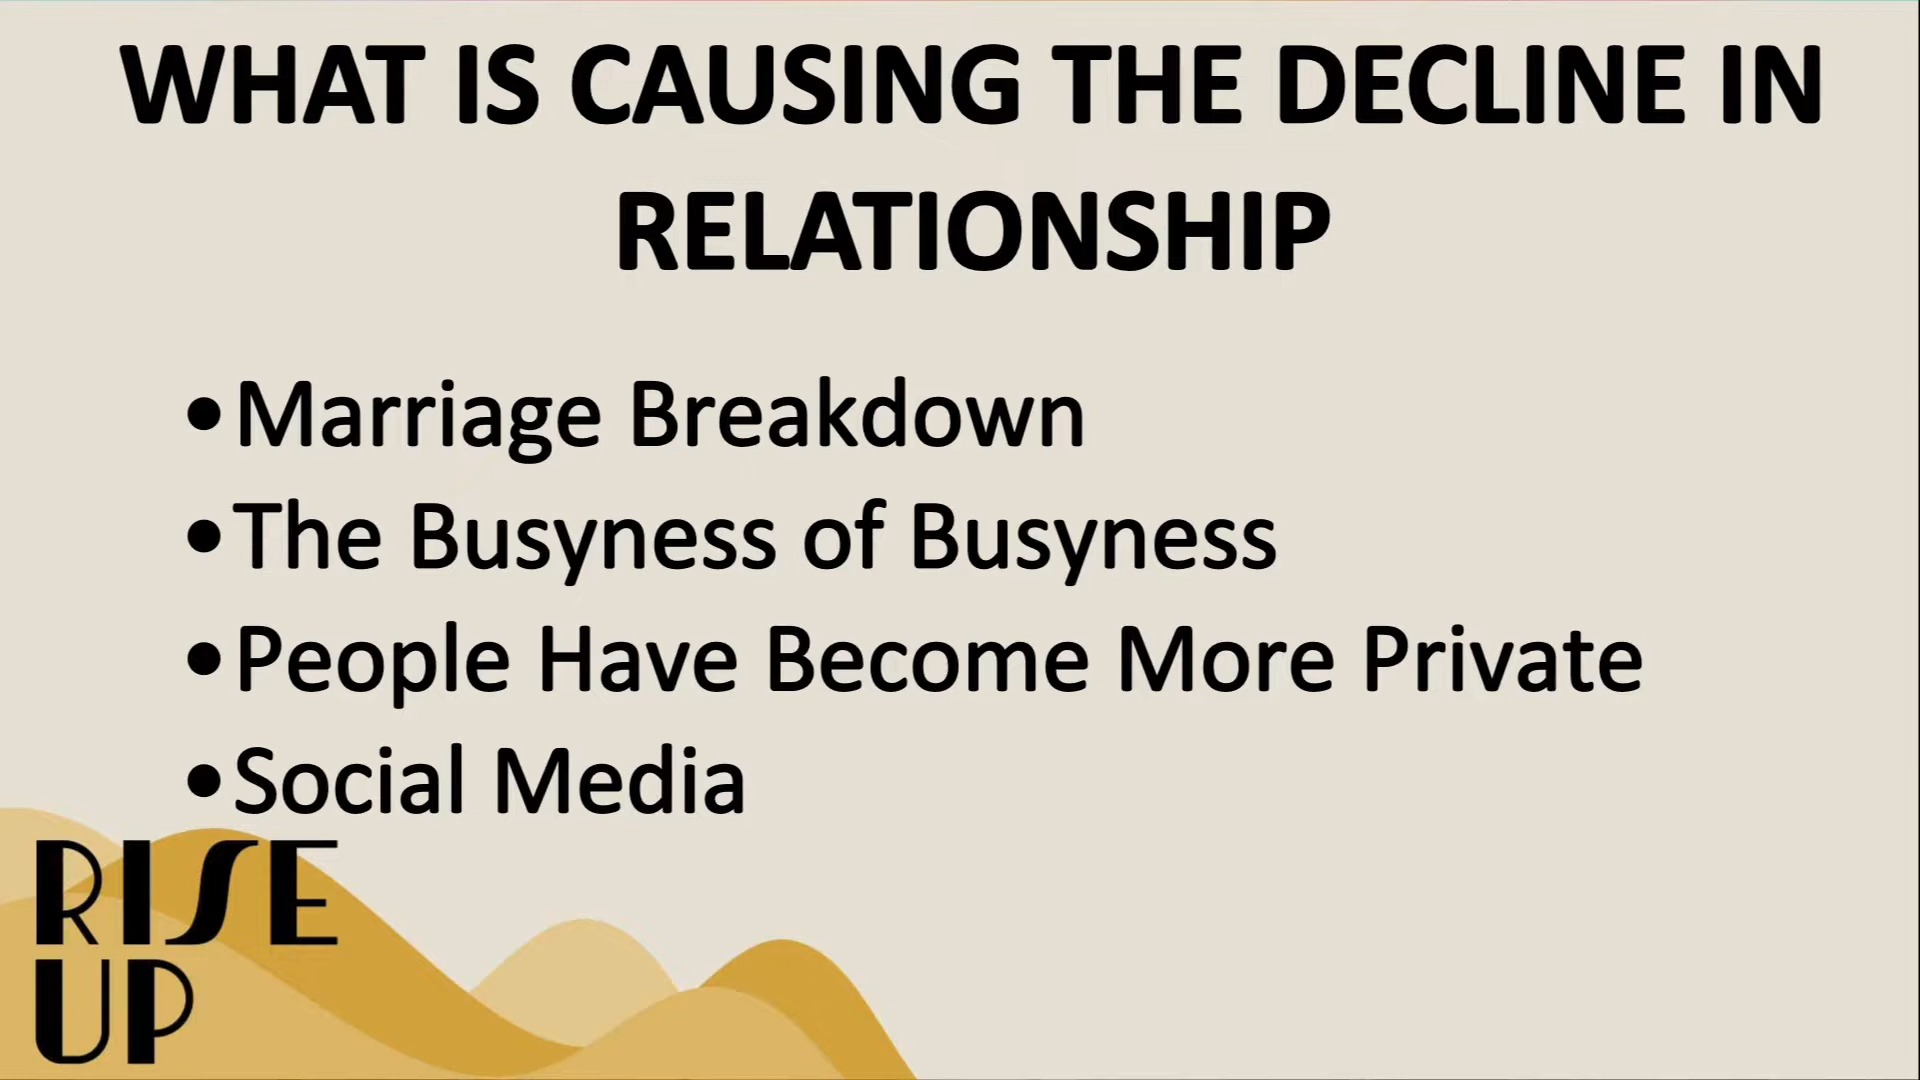 WHAT IS CAUSING THE DECLINE IN
RELATIONSHIP
•Marriage Breakdown
•The Busyness of Busyness
•People Have Become More Private
•Social Media
RISE
UP